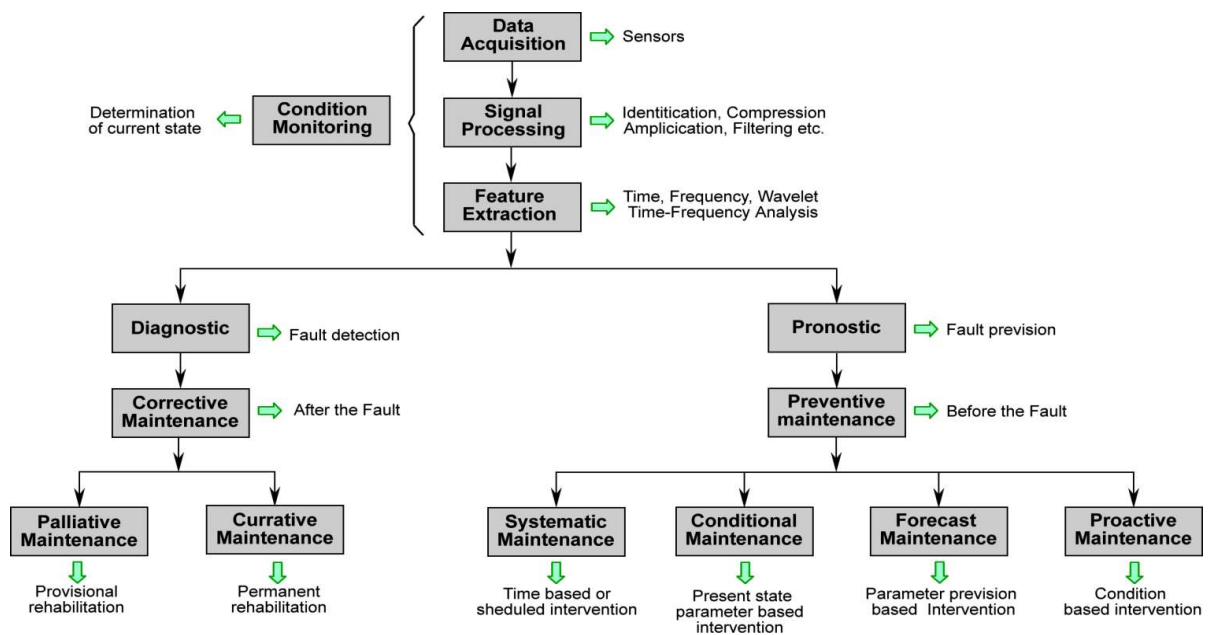 Data
Acquisition
Sensors
Determination
of current state
Condition
Monitoring
Signal
Processing
Identitication, Compression
Amplicication, Filtering etc.
Feature
Extraction
Time, Frequency, Wavelet
Time-Frequency Analysis
Diagnostic
Fault detection
Pronostic
Fault prevision
Corrective
Maintenance
After the Fault
Preventive
maintenance
Before the Fault
Palliative
Maintenance
Currative
Maintenance
Systematic
Maintenance
Conditional
Maintenance
Forecast
Maintenance
Proactive
Maintenance
Provisional
rehabilitation
Permanent
rehabilitation
Time based or
sheduled intervention
Present state
parameter based
intervention
Parameter prevision
based Intervention
Condition
based intervention